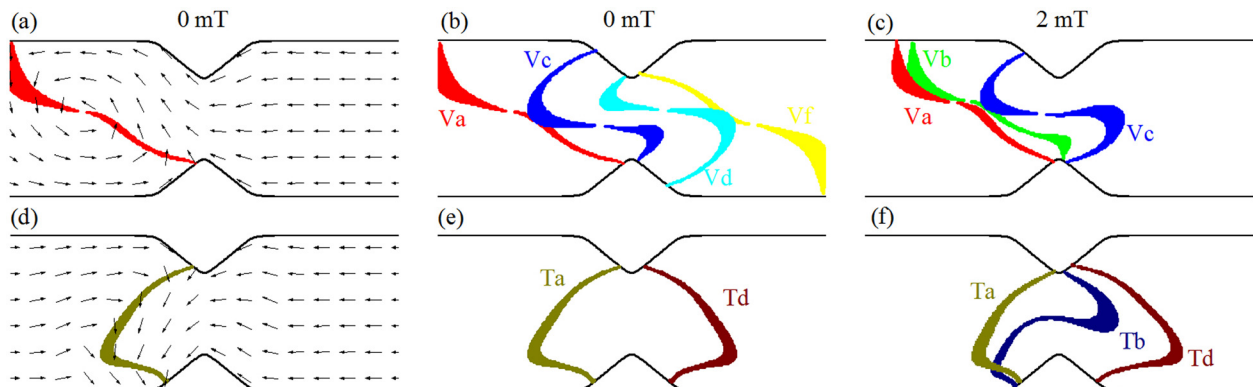 (a) 0 mT
(b) 0 mT
(c) 2 mT
Vc
Va
Vf
Vd
Vb
Va
Vc
(d)
(e)
(f)
Ta
Td
Ta
Tb
Td